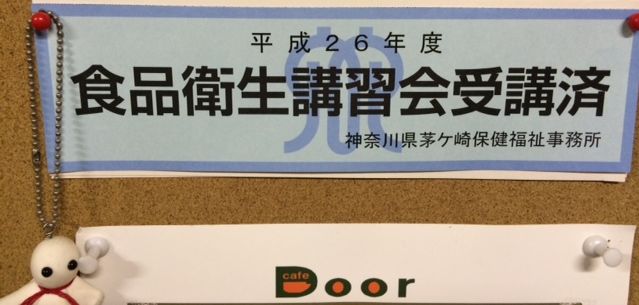 平成26年度
食品衛生講習会受講済
神奈川県茅ケ崎保健福祉事務所
cafe
Door